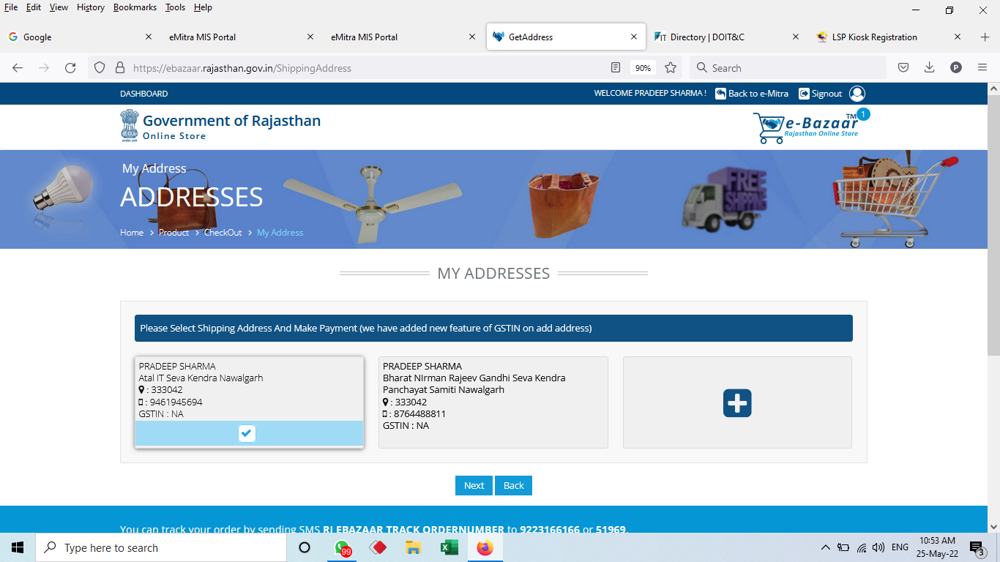 File Edit View History Bookmarks Tools Help
Google
eMitra MIS Portal
eMitra MIS Portal
GetAddress
Directory | DOIT&C
LSP Kiosk Registration
https://ebazaar.rajasthan.gov.in/ShippingAddress
90%
Search
P
DASHBOARD
WELCOME PRADEEP SHARMA !
Back to e-Mitra
Signout
Government of Rajasthan
Online Store
e-Bazaar TM
1
Rajasthan Online Store
My Address
ADDRESSES
FREE
SHIPPING
Home > Product > CheckOut > My Address
MY ADDRESSES
Please Select Shipping Address And Make Payment (we have added new feature of GSTIN on add address)
PRADEEP SHARMA
Atal IT Seva Kendra Nawalgarh
: 333042
: 9461945694
GSTIN : NA
PRADEEP SHARMA
Bharat NIrman Rajeev Gandhi Seva Kendra
Panchayat Samiti Nawalgarh
: 333042
: 8764488811
GSTIN : NA
Next
Back
You can track your order by sending SMS RJ EBAZAAR TRACK ORDERNUMBER to 9223166166 or 51969.
Type here to search
99
ENG
10:53 AM
25-May-22
3